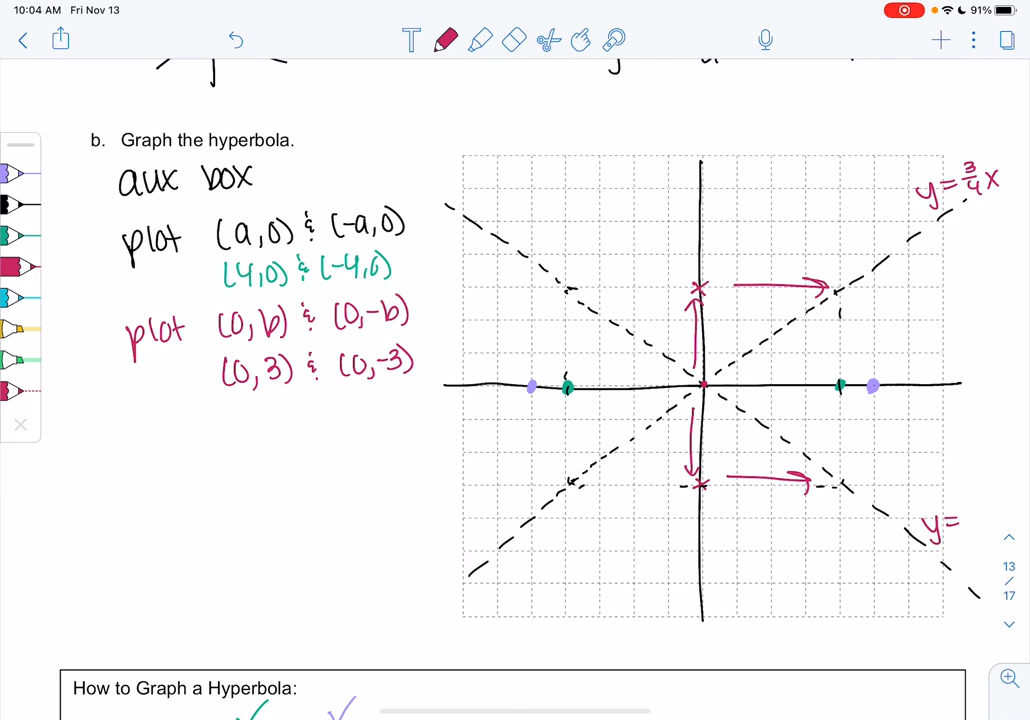 10:04 AM Fri Nov 13
91%
T
b. Graph the hyperbola.
aux box
plot (a,0) & (-a,0)
(4,0) & (-4,0)
plot (0,b) & (0,-b)
(0,3) & (0,-3)
y=3/4x
y=
13
/
17
How to Graph a Hyperbola: